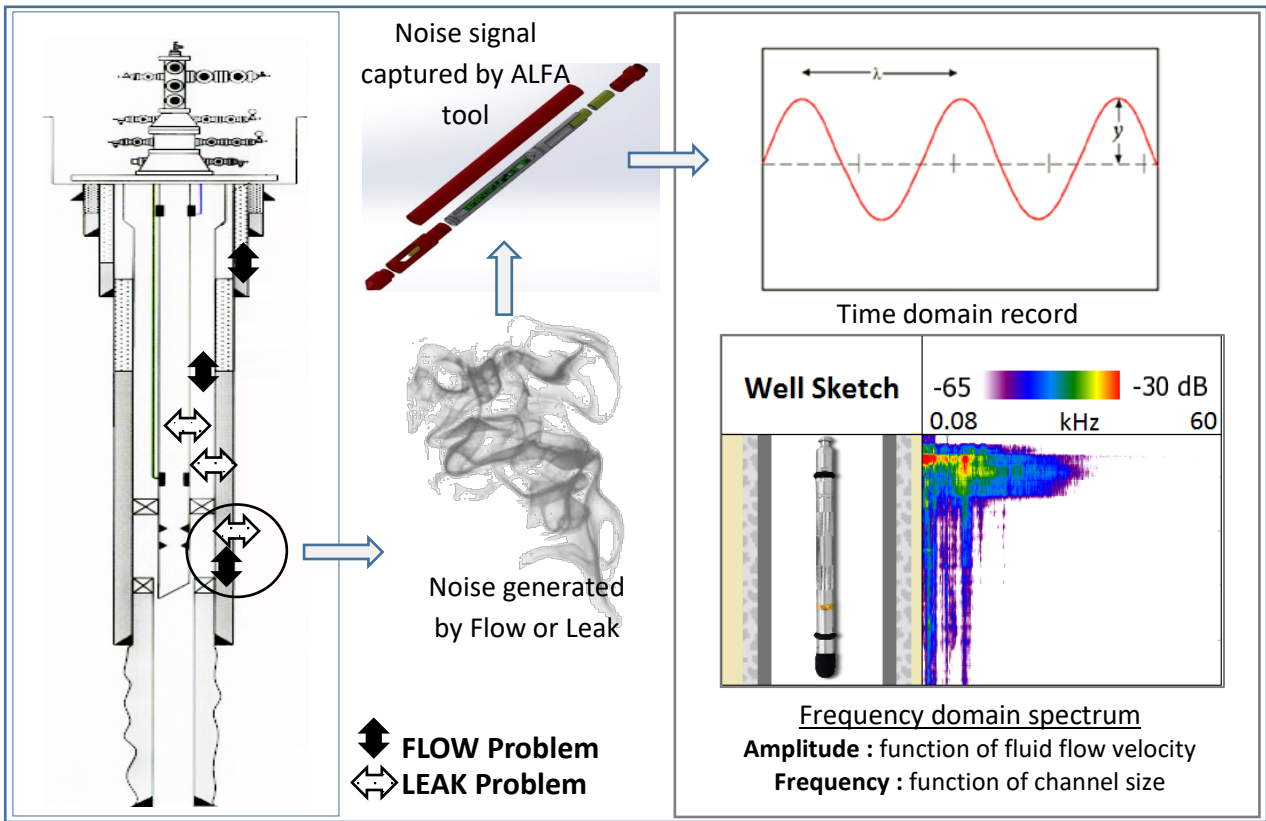 Noise signal
captured by ALFA
tool
λ
y
Time domain record
Well Sketch
-65 -30 dB
0.08 kHz 60
Noise generated
by Flow or Leak
FLOW Problem
LEAK Problem
Frequency domain spectrum
Amplitude : function of fluid flow velocity
Frequency : function of channel size